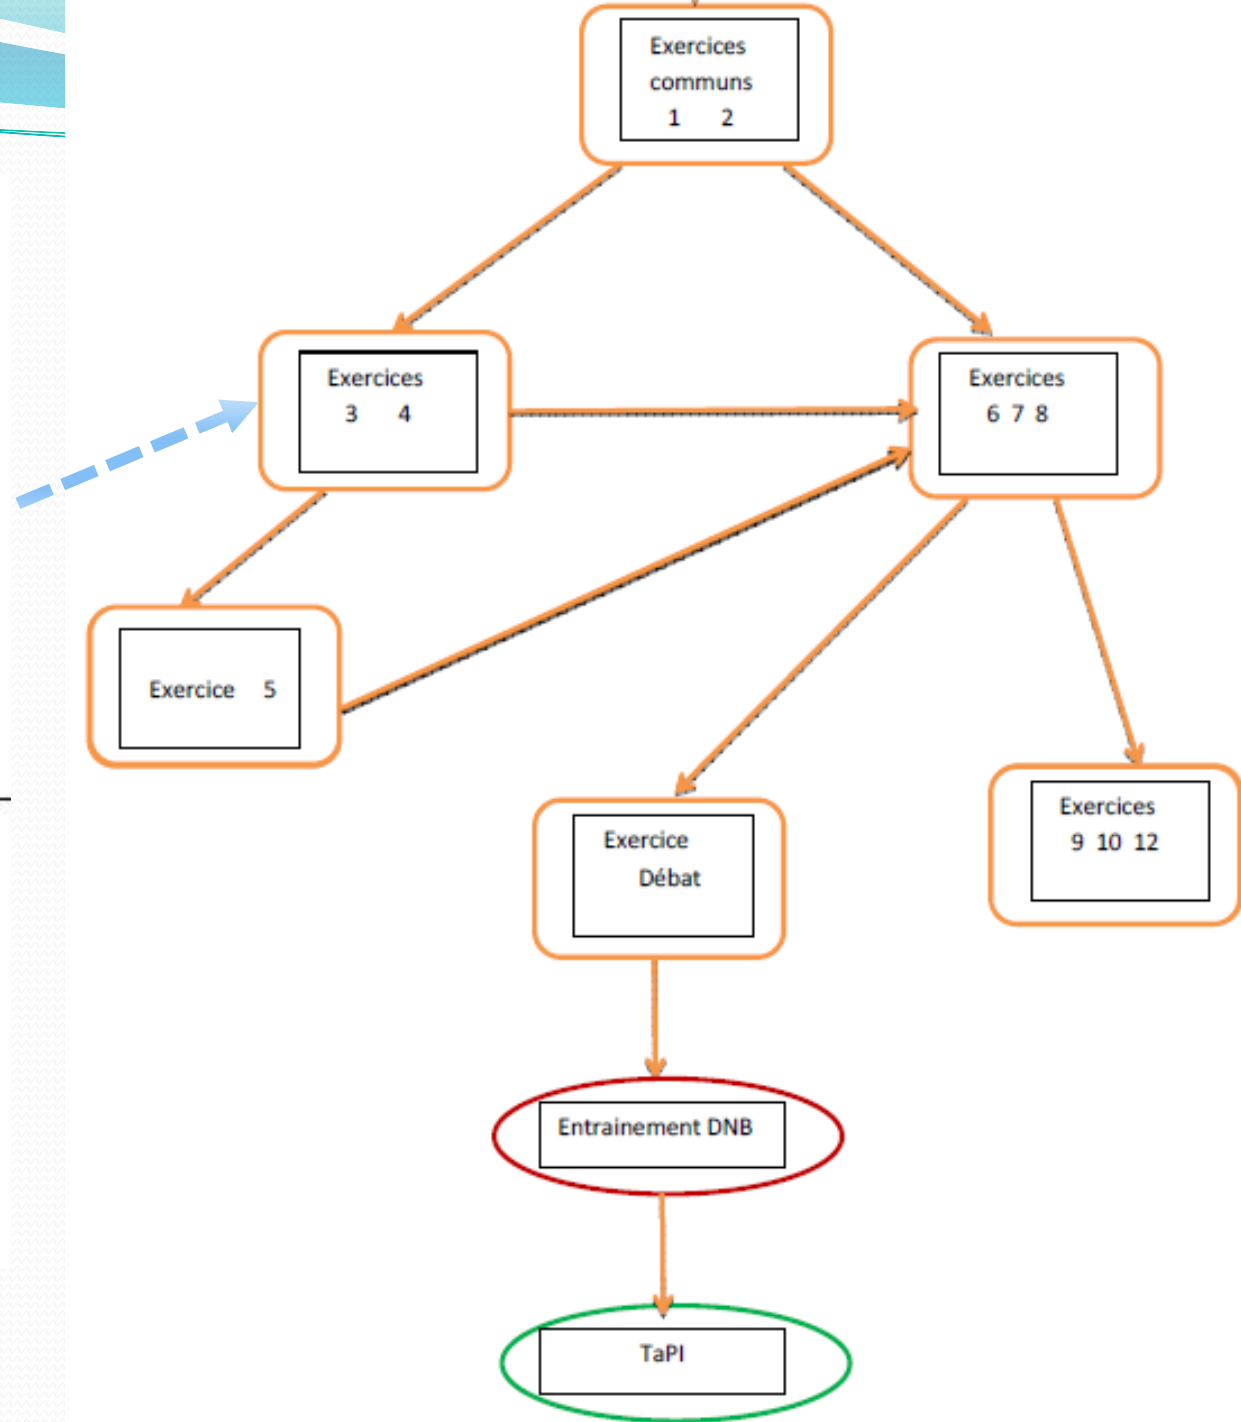 Exercices
communs
1 2
Exercices
3 4
Exercices
6 7 8
Exercice 5
Exercice
Débat
Exercices
9 10 12
Entrainement DNB
TaPI